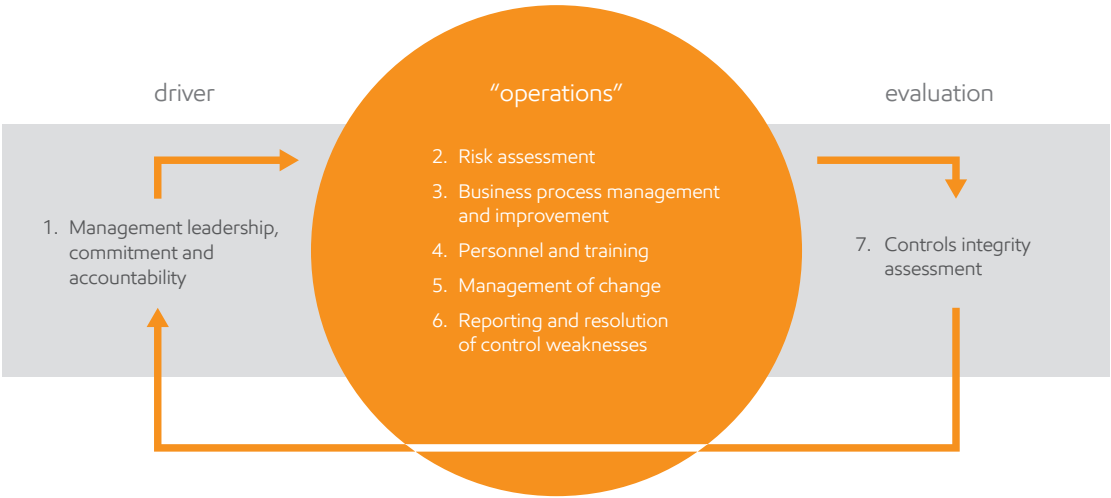 driver
1. Management leadership,
commitment and
accountability
“operations”
2. Risk assessment
3. Business process management
and improvement
4. Personnel and training
5. Management of change
6. Reporting and resolution
of control weaknesses
evaluation
7. Controls integrity
assessment